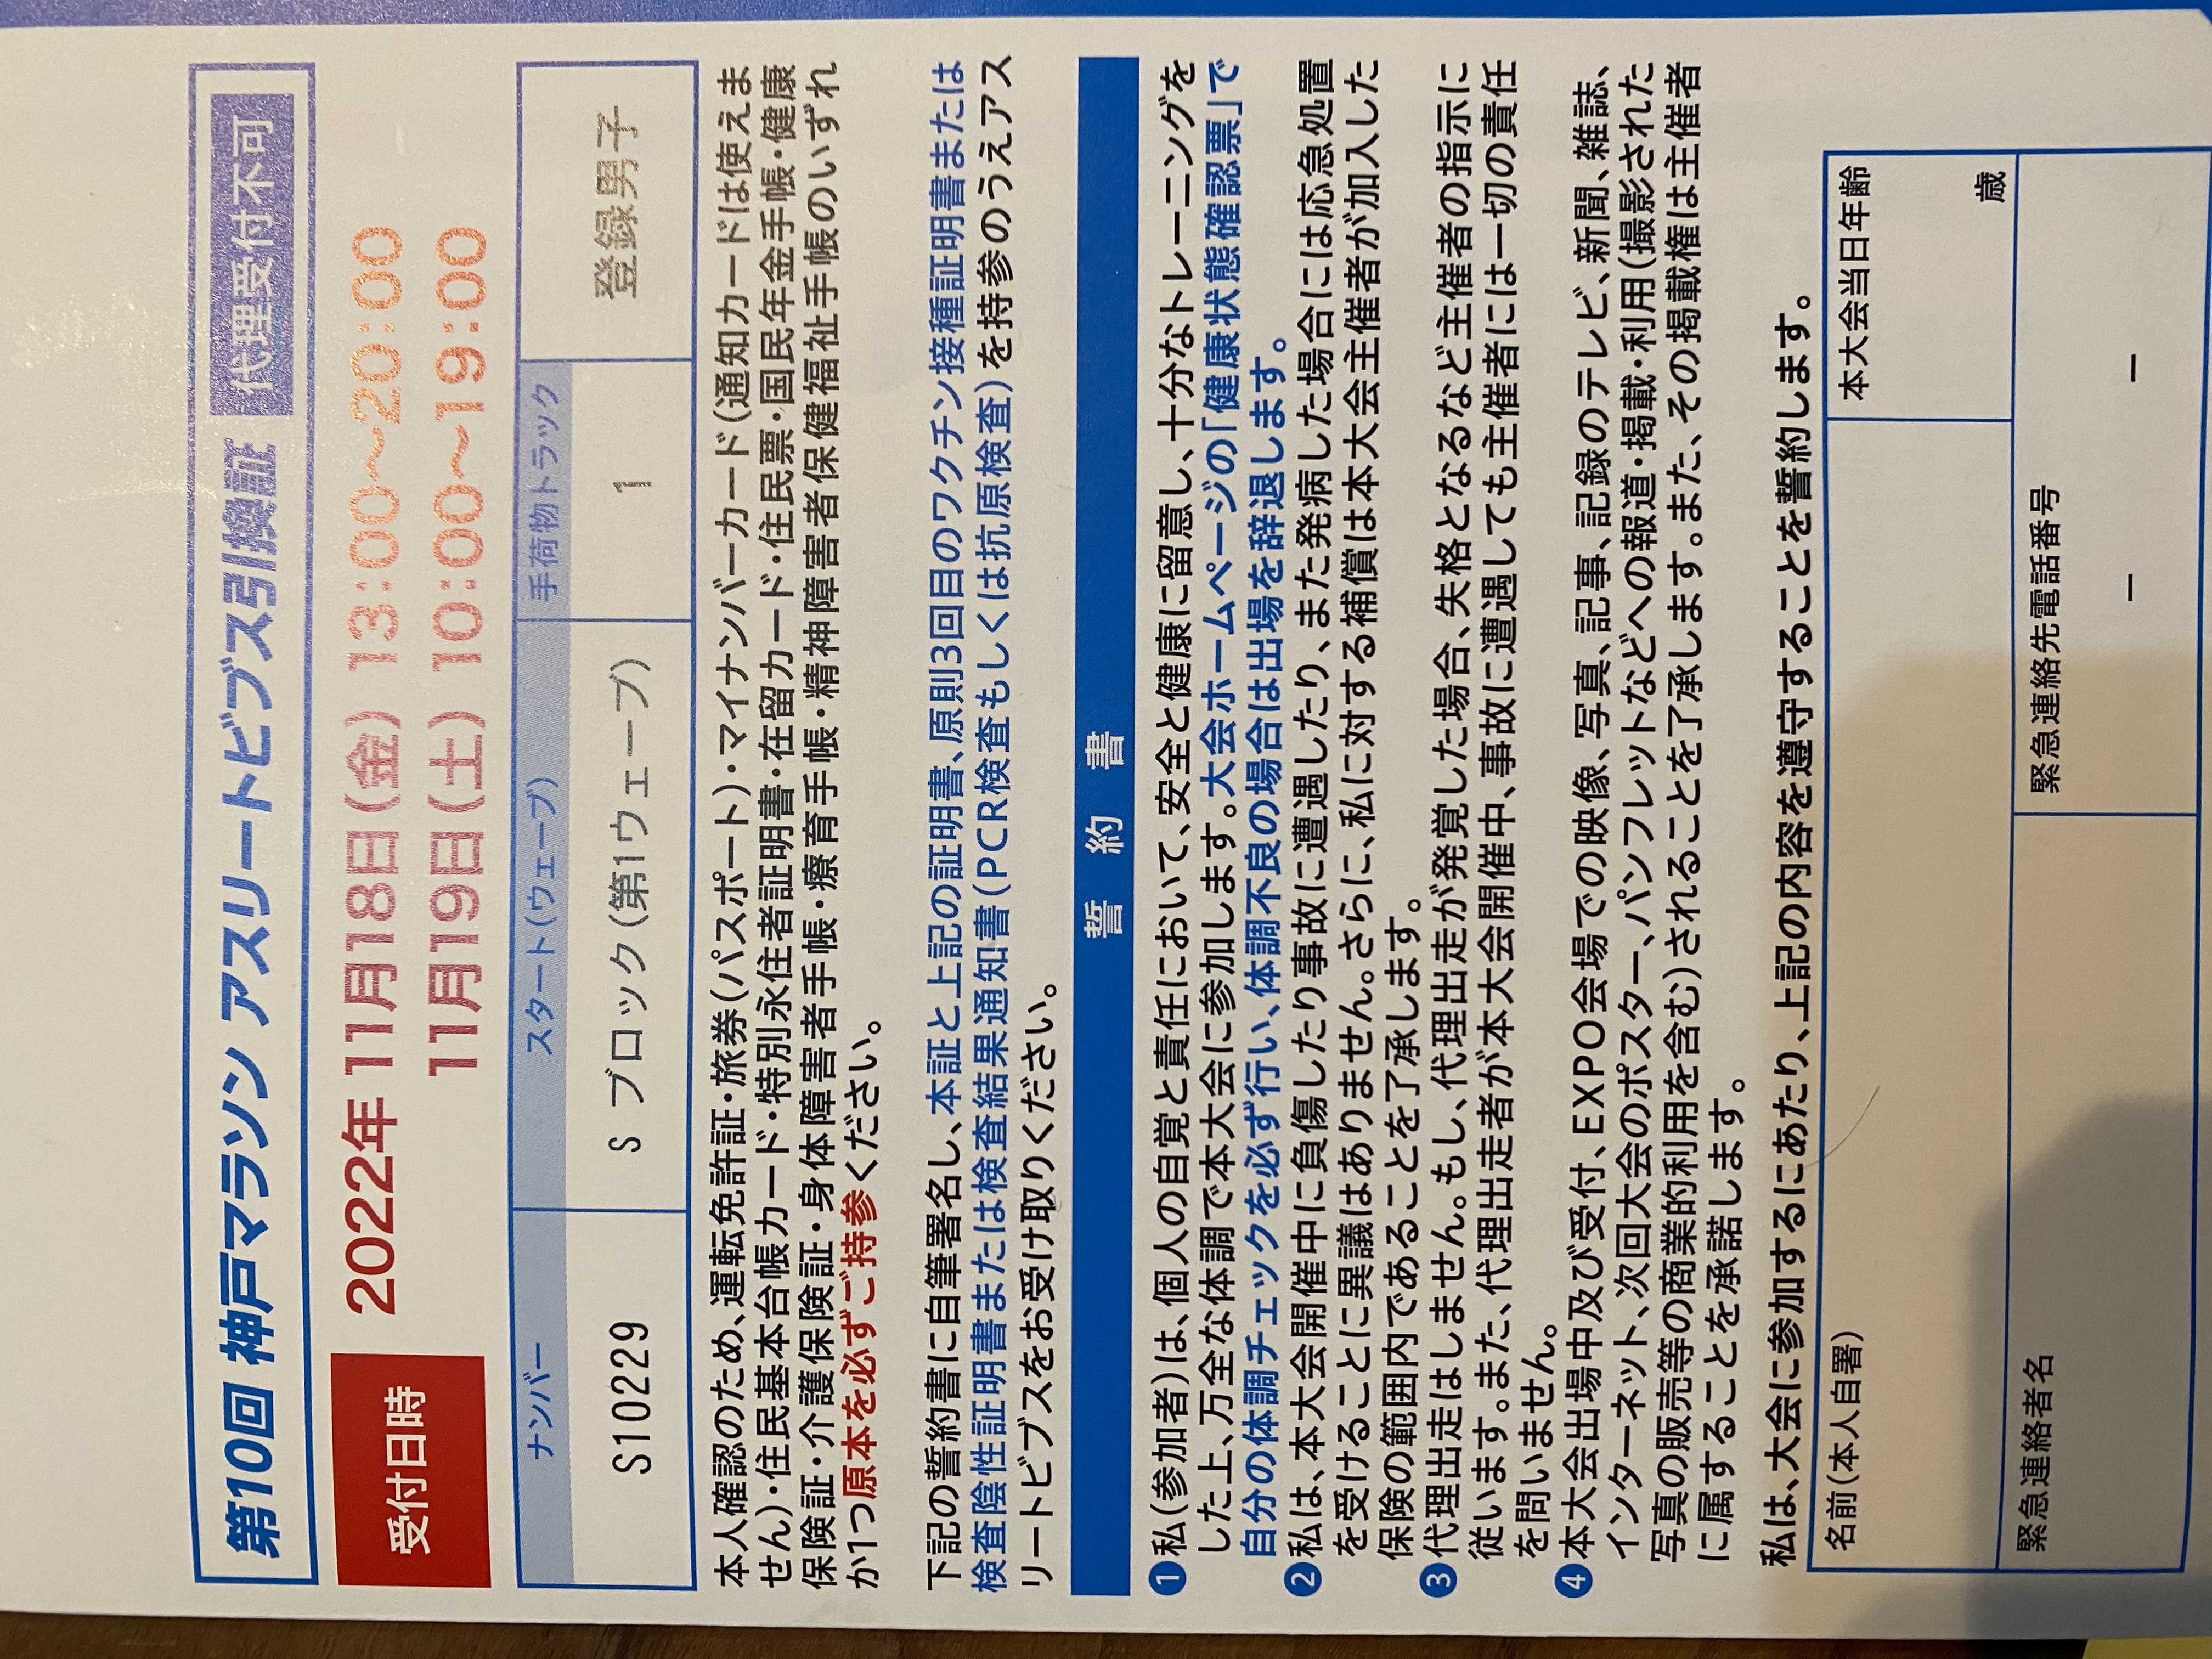 第10回 神戸マラソン アスリートビブス引換証 代理受付不可
受付日時
2022年 11月18日(金) 13:00〜20:00
11月19日(土) 10:00〜19:00
ナンバー スタート(ウェーブ) 手荷物トラック
S10229 S ブロック(第1ウェーブ) 1 登録男子
本人確認のため、運転免許証・旅券(パスポート)・マイナンバーカード(通知カードは使えま
せん)・住民基本台帳カード・特別永住者証明書・在留カード・住民票・国民年金手帳・健康
保険証・介護保険証・身体障害者手帳・療育手帳・精神障害者保健福祉手帳のいずれ
か1つ原本を必ずご持参ください。
下記の誓約書に自筆署名し、本証と上記の証明書、原則3回目のワクチン接種証明書または
検査陰性証明書または検査結果通知書(PCR検査もしくは抗原検査)を持参のうえアス
リートビブスをお受け取りください。
誓 約 書
❶私(参加者)は、個人の自覚と責任において、安全と健康に留意し、十分なトレーニングを
した上、万全な体調で本大会に参加します。大会ホームページの「健康状態確認票」で
自分の体調チェックを必ず行い、体調不良の場合は出場を辞退します。
❷私は、本大会開催中に負傷したり事故に遭遇したり、また発病した場合には応急処置
を受けることに異議はありません。さらに、私に対する補償は本大会主催者が加入した
保険の範囲内であることを了承します。
❸代理出走はしません。もし、代理出走が発覚した場合、失格となるなど主催者の指示に
従います。また、代理出走者が本大会開催中、事故に遭遇しても主催者には一切の責任
を問いません。
❹本大会出場中及び受付、EXPO会場での映像、写真、記事、記録のテレビ、新聞、雑誌、
インターネット、次回大会のポスター、パンフレットなどへの報道・掲載・利用(撮影された
写真の販売等の商業的利用を含む)されることを了承します。また、その掲載権は主催者
に属することを承諾します。
私は、大会に参加するにあたり、上記の内容を遵守することを誓約します。
名前(本人自署) 本大会当日年齢
歳
緊急連絡者名 緊急連絡先電話番号
— —